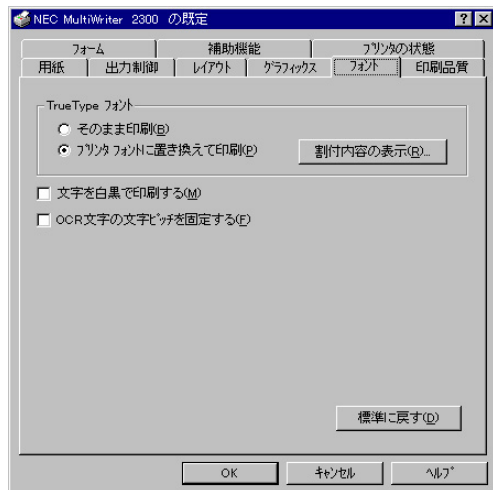 NEC MultiWriter 2300 の既定
フォーム 補助機能 プリンタの状態
用紙 出力制御 レイアウト グラフィックス フォント 印刷品質
TrueType フォント
そのまま印刷(B)
プリンタ フォントに置き換えて印刷(P)
割付内容の表示(R)...
文字を白黒で印刷する(M)
OCR文字の文字ピッチを固定する(F)
標準に戻す(D)
OK キャンセル ヘルプ